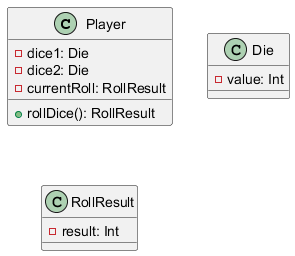 C Player
dice1: Die
dice2: Die
currentRoll: RollResult
rollDice(): RollResult
C Die
value: Int
C RollResult
result: Int